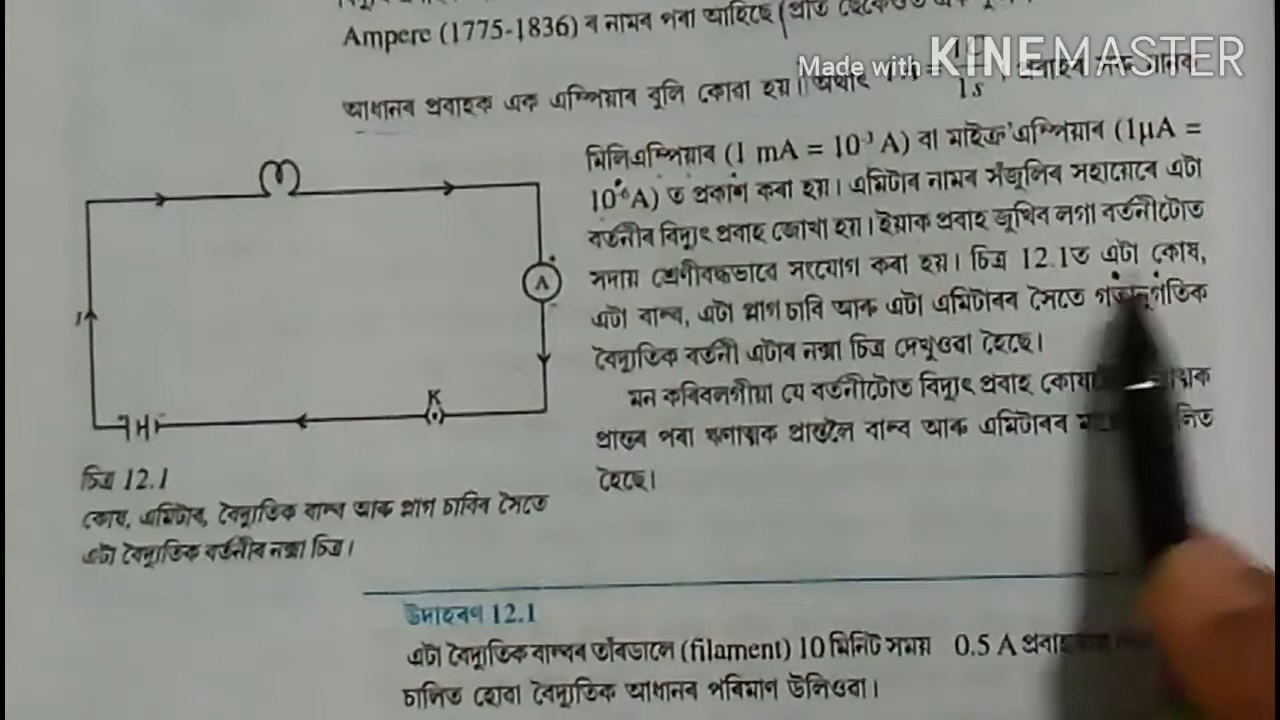 Ampere (1775-1836) ৰ নামৰ পৰা আহিছে
Made with KINEMASTER
আধানৰ প্ৰবাহক এক এম্পিয়াৰ বুলি কোৱা হয়। অৰ্থাৎ
1s
মিলিএম্পিয়াৰ (1 mA = 10⁻³ A) বা মাইক্ৰ'এম্পিয়াৰ (1µA =
10⁻⁶A) ত প্ৰকাশ কৰা হয়। এমিটাৰ নামৰ সঁজুলিৰ সহায়েৰে এটা
বৰ্তনীৰ বিদ্যুৎ প্ৰবাহ জোখা হয়। ইয়াক প্ৰবাহ জুখিব লগা বৰ্তনীটোত
সদায় শ্ৰেণীবদ্ধভাবে সংযোগ কৰা হয়। চিত্ৰ 12.1ত এটা কোষ,
এটা বাল্ব, এটা প্লাগ চাবি আৰু এটা এমিটাৰৰ সৈতে গতানুগতিক
বৈদ্যুতিক বৰ্তনী এটাৰ নক্সা চিত্ৰ দেখুওৱা হৈছে।
মন কৰিবলগীয়া যে বৰ্তনীটোত বিদ্যুৎ প্ৰবাহ
প্ৰান্তৰ পৰা ঋণাত্মক প্ৰান্তলৈ বাল্ব আৰু এমিটাৰৰ
হৈছে।
A
I
K
চিত্ৰ 12.1
কোষ, এমিটাৰ, বৈদ্যুতিক বাল্ব আৰু প্লাগ চাবিৰ সৈতে
এটা বৈদ্যুতিক বৰ্তনীৰ নক্সা চিত্ৰ।
উদাহৰণ 12.1
এটা বৈদ্যুতিক বাল্বৰ তাঁৰডালে (filament) 10 মিনিট সময় 0.5 A প্ৰবাহ
চালিত হোৱা বৈদ্যুতিক আধানৰ পৰিমাণ উলিওৱা।